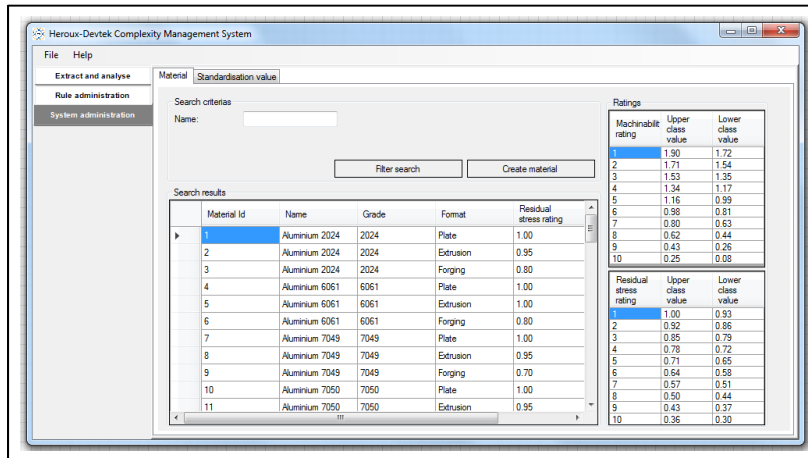 Heroux-Devtek Complexity Management System
File Help
Extract and analyse
Rule administration
System administration
Material Standardisation value
Search criterias
Name:
Filter search Create material
Search results
Material Id Name Grade Format Residual stress rating
1 Aluminium 2024 2024 Plate 1.00
2 Aluminium 2024 2024 Extrusion 0.95
3 Aluminium 2024 2024 Forging 0.80
4 Aluminium 6061 6061 Plate 1.00
5 Aluminium 6061 6061 Extrusion 1.00
6 Aluminium 6061 6061 Forging 0.80
7 Aluminium 7049 7049 Plate 1.00
8 Aluminium 7049 7049 Extrusion 0.95
9 Aluminium 7049 7049 Forging 0.70
10 Aluminium 7050 7050 Plate 1.00
11 Aluminium 7050 7050 Extrusion 0.95
Ratings
Machinabilit rating Upper class value Lower class value
1 1.90 1.72
2 1.71 1.54
3 1.53 1.35
4 1.34 1.17
5 1.16 0.99
6 0.98 0.81
7 0.80 0.63
8 0.62 0.44
9 0.43 0.26
10 0.25 0.08
Residual stress rating Upper class value Lower class value
1 1.00 0.93
2 0.92 0.86
3 0.85 0.79
4 0.78 0.72
5 0.71 0.65
6 0.64 0.58
7 0.57 0.51
8 0.50 0.44
9 0.43 0.37
10 0.36 0.30